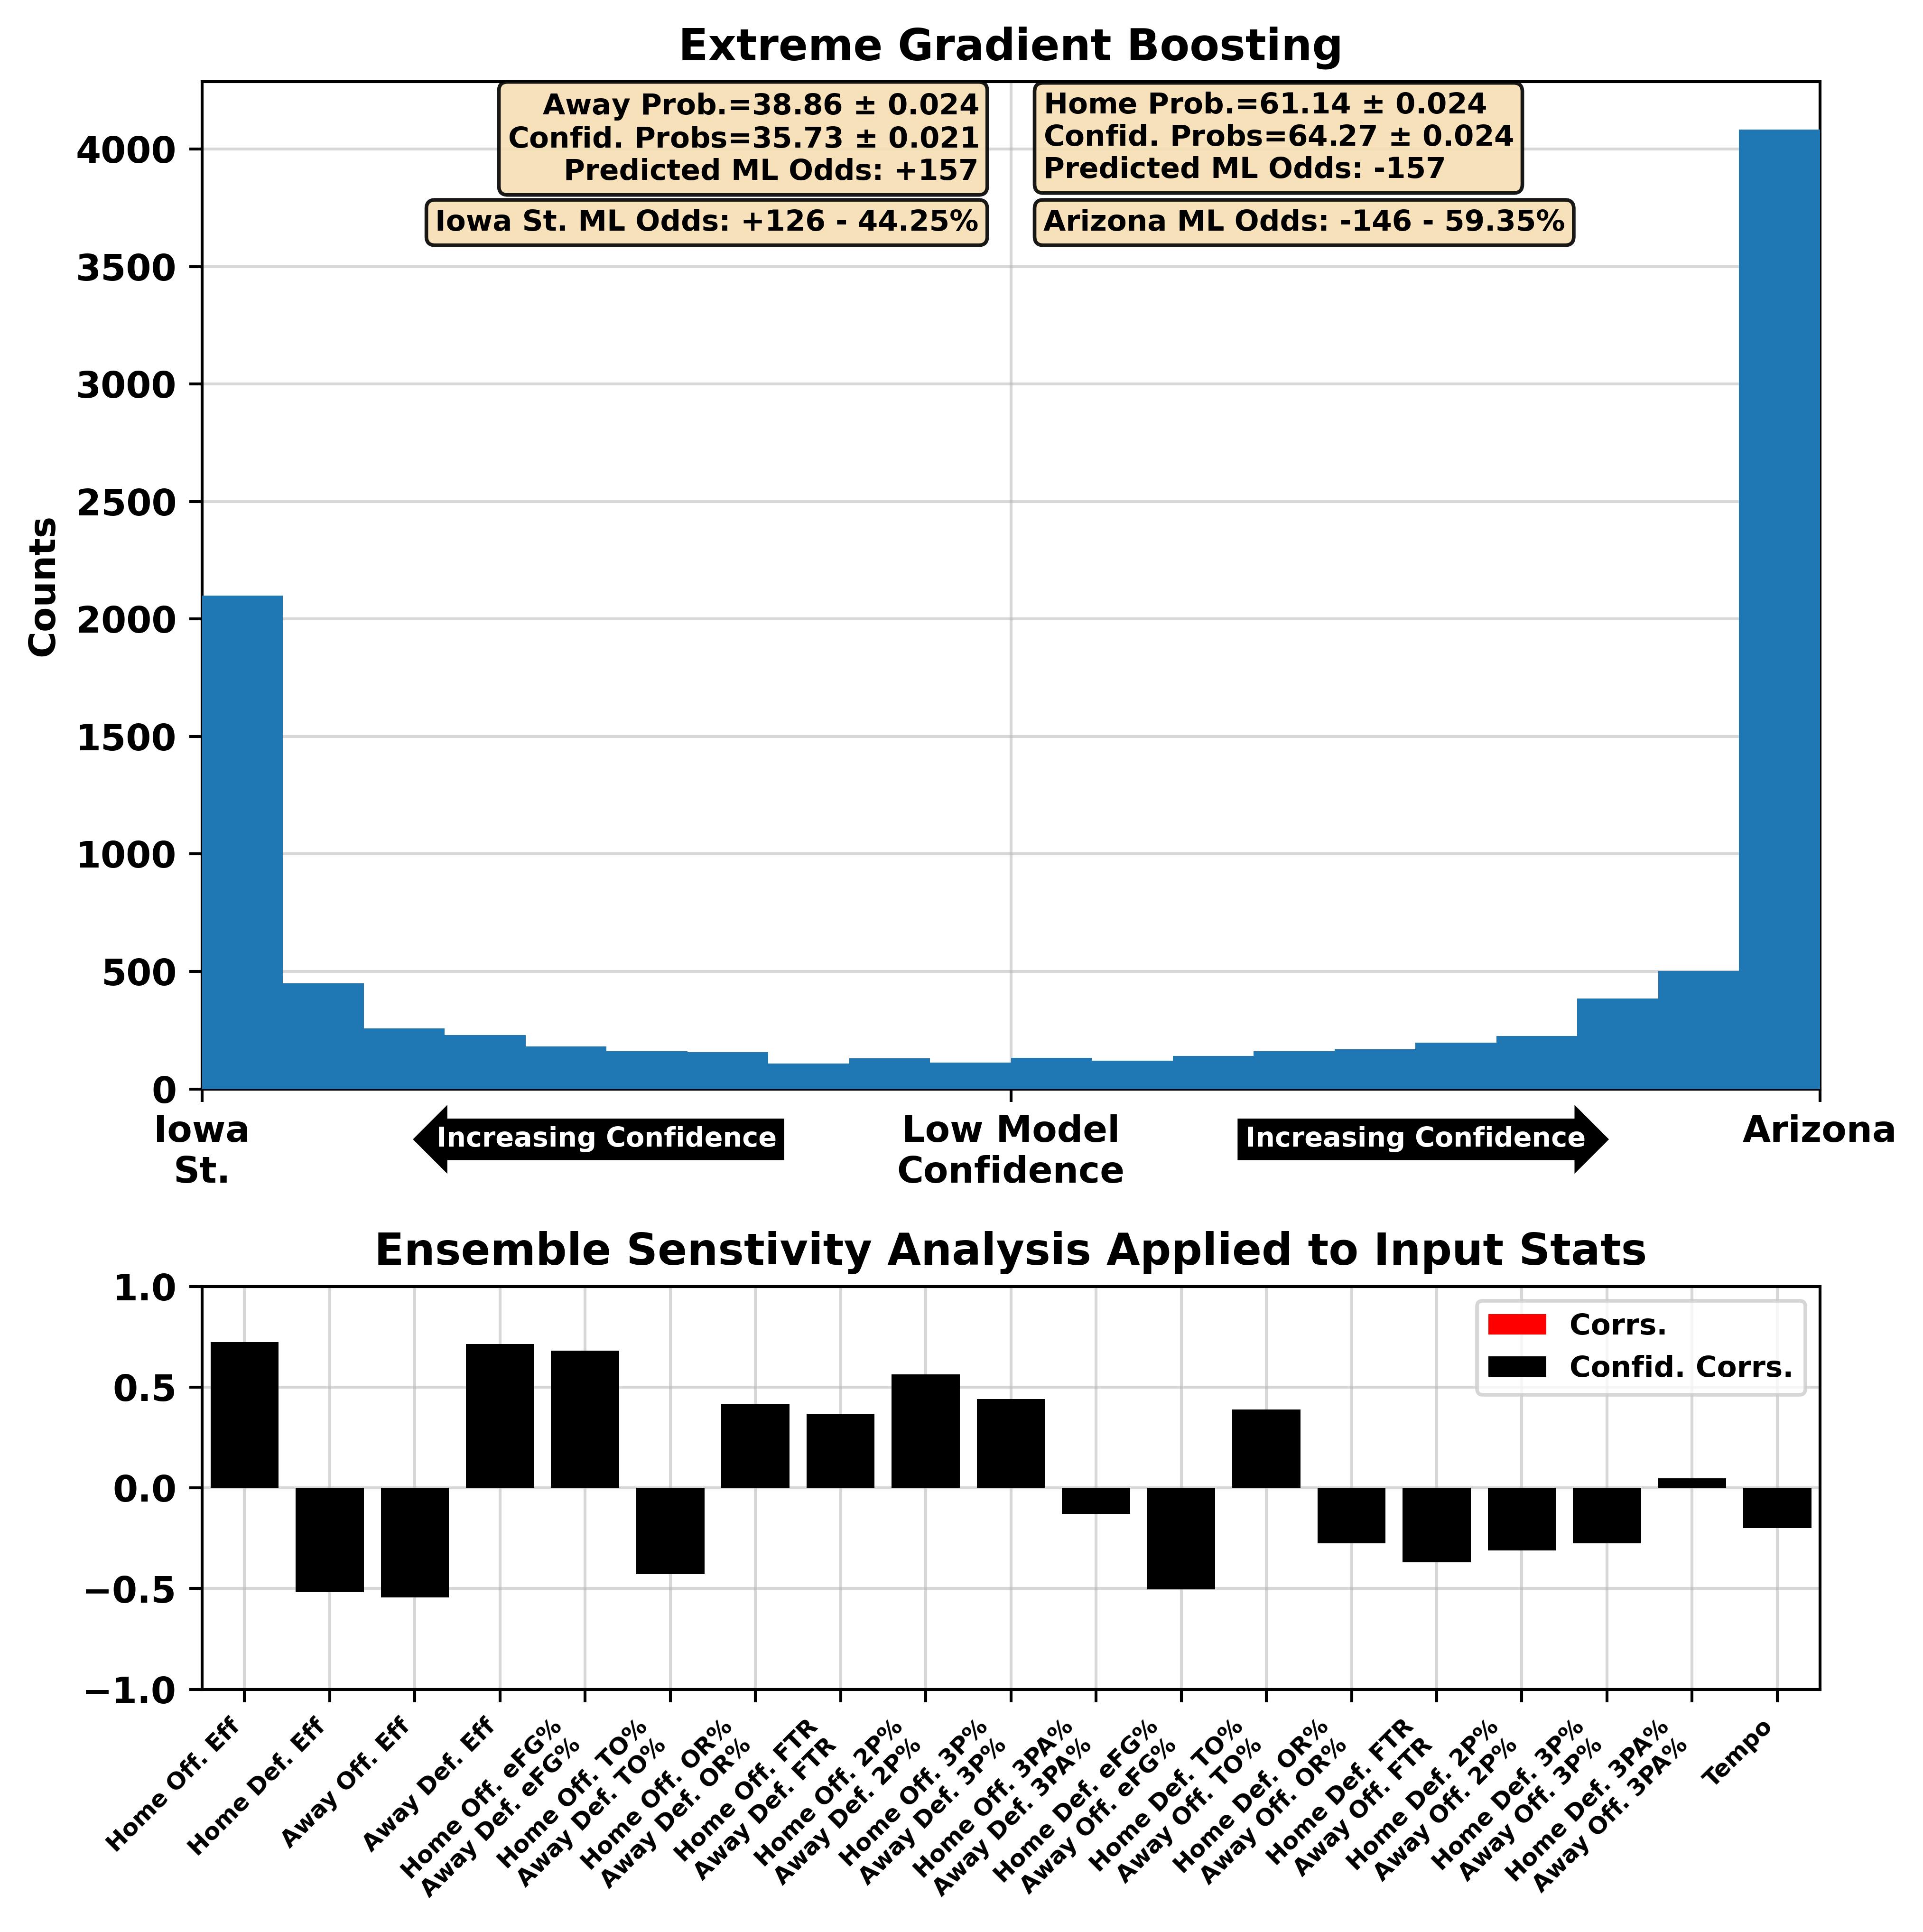 Extreme Gradient Boosting
Away Prob.=38.86 ± 0.024
Confid. Probs=35.73 ± 0.021
Predicted ML Odds: +157
Home Prob.=61.14 ± 0.024
Confid. Probs=64.27 ± 0.024
Predicted ML Odds: -157
Iowa St. ML Odds: +126 - 44.25%
Arizona ML Odds: -146 - 59.35%
Counts
4000
3500
3000
2500
2000
1500
1000
500
0
Iowa
St.
Increasing Confidence
Low Model
Confidence
Increasing Confidence
Arizona
Ensemble Senstivity Analysis Applied to Input Stats
1.0
0.5
0.0
−0.5
−1.0
Corrs.
Confid. Corrs.
Home Off. Eff
Home Def. Eff
Away Off. Eff
Away Def. Eff
Home Off. eFG%
Away Def. eFG%
Home Off. TO%
Away Def. TO%
Home Off. OR%
Away Def. OR%
Home Off. FTR
Away Def. FTR
Home Off. 2P%
Away Def. 2P%
Home Off. 3P%
Away Def. 3P%
Home Off. 3PA%
Away Def. 3PA%
Home Def. eFG%
Away Off. eFG%
Home Def. TO%
Away Off. TO%
Home Def. OR%
Away Off. OR%
Home Def. FTR
Away Off. FTR
Home Def. 2P%
Away Off. 2P%
Home Def. 3P%
Away Off. 3P%
Home Def. 3PA%
Away Off. 3PA%
Tempo